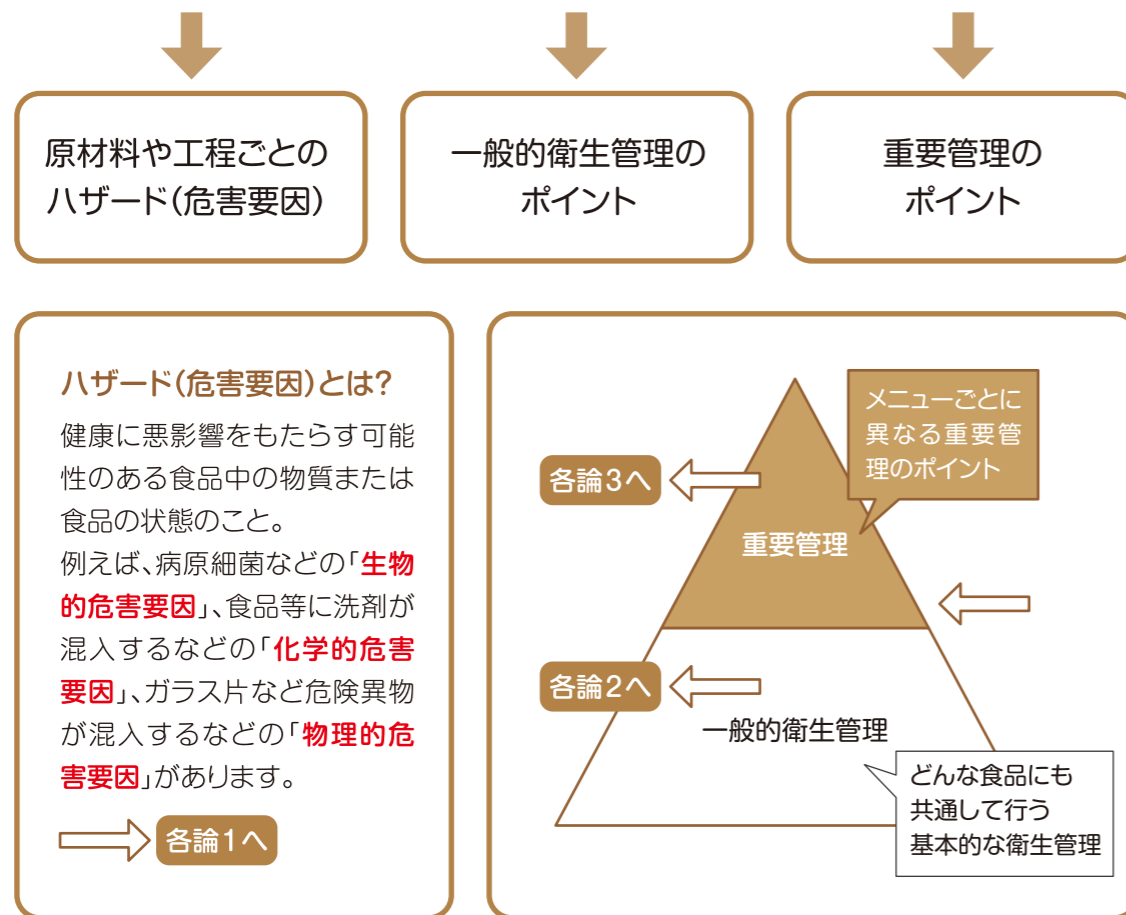 原材料や工程ごとの
ハザード(危害要因)
一般的衛生管理の
ポイント
重要管理の
ポイント
ハザード(危害要因)とは?
健康に悪影響をもたらす可能
性のある食品中の物質または
食品の状態のこと。
例えば、病原細菌などの「生物
的危害要因」、食品等に洗剤が
混入するなどの「化学的危害
要因」、ガラス片など危険異物
が混入するなどの「物理的危
害要因」があります。
各論1へ
メニューごとに
異なる重要管
理のポイント
各論3へ
重要管理
各論2へ
一般的衛生管理
どんな食品にも
共通して行う
基本的な衛生管理